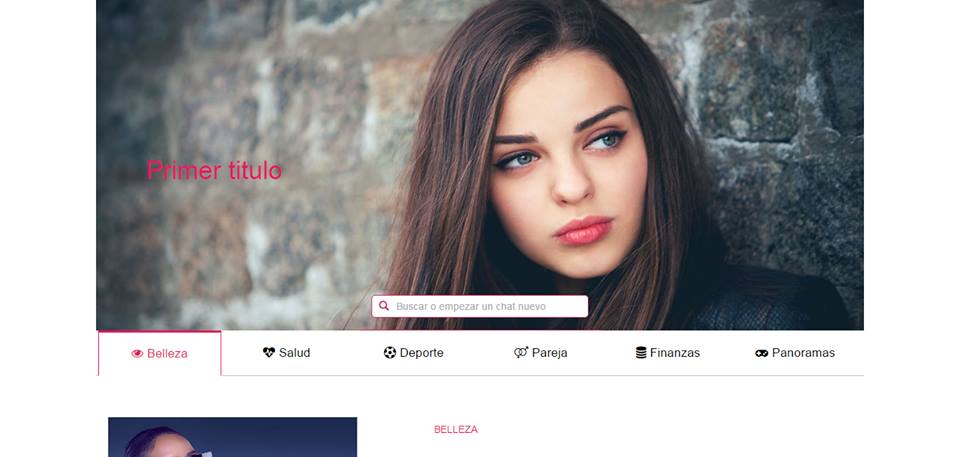 Primer titulo
Buscar o empezar un chat nuevo
Belleza Salud Deporte Pareja Finanzas Panoramas
BELLEZA